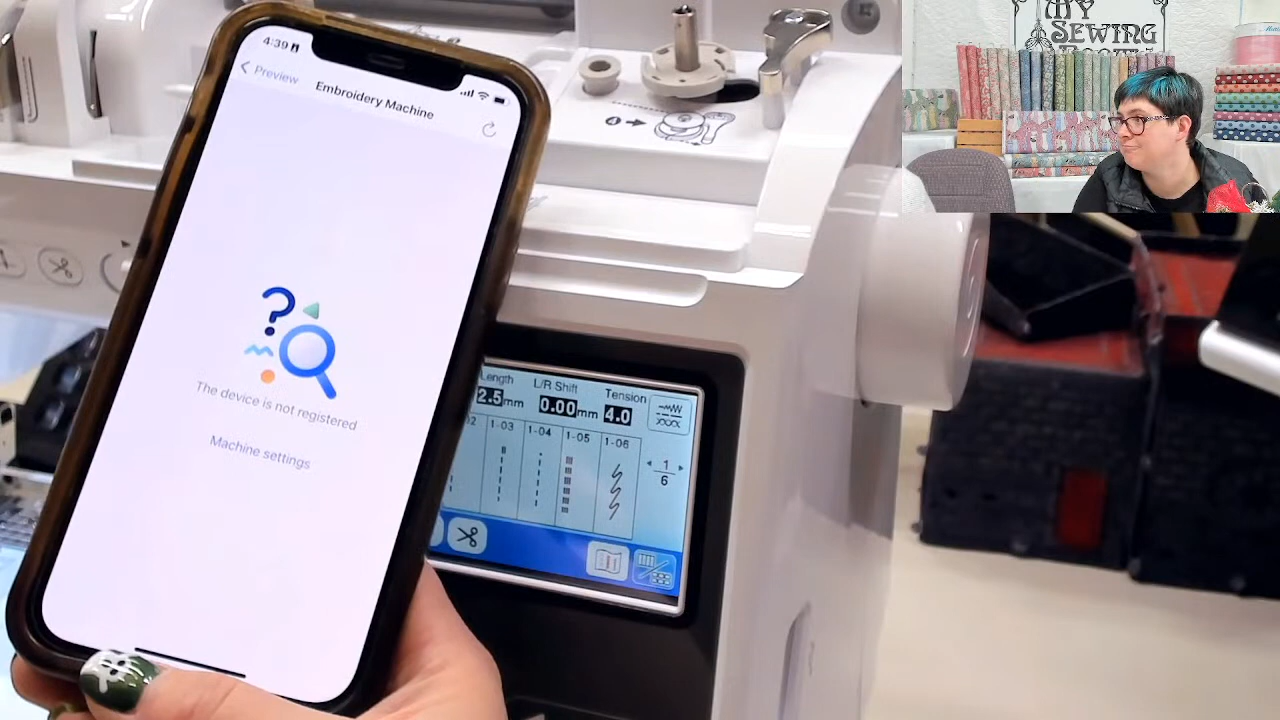 4:39
Preview
Embroidery Machine
The device is not registered
Machine settings
4
Length
L/R Shift
Tension
2.5mm
0.00mm
4.0
1-03
1-04
1-05
1-06
1
6
MY
SEWING